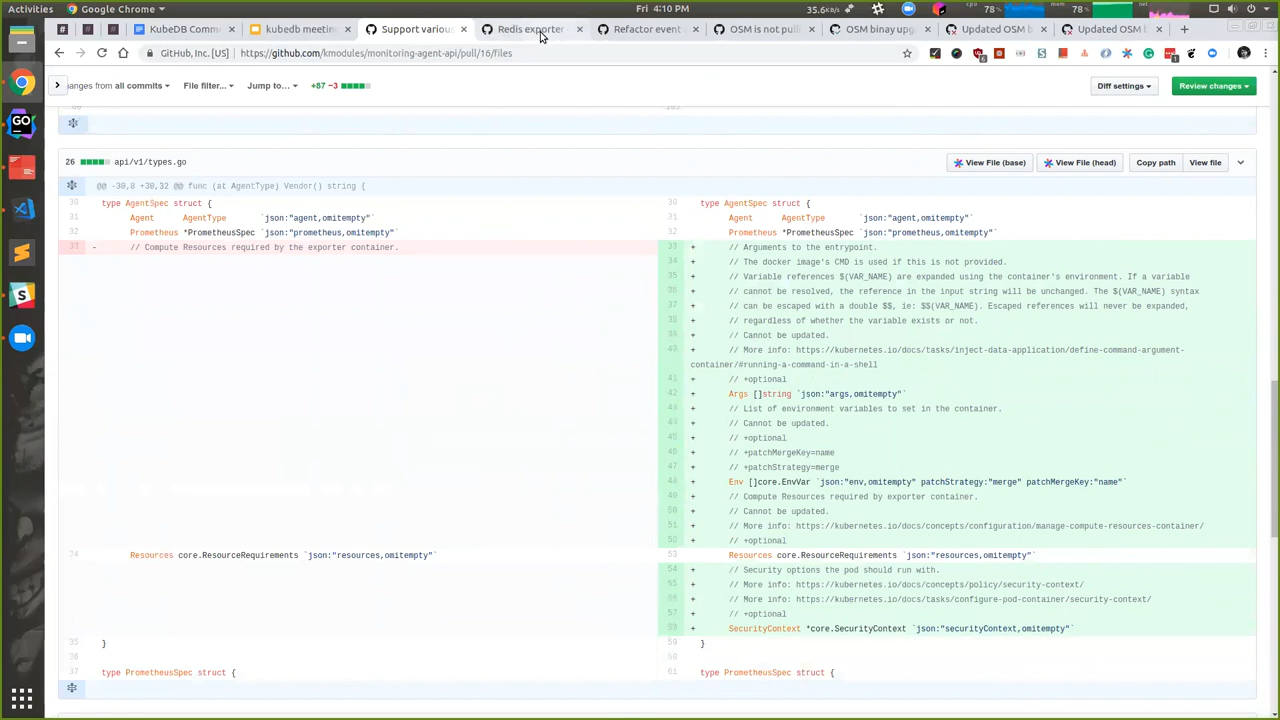 Activities
Google Chrome
Fri, 4:10 PM
35.6K/s
78 %
78 %
KubeDB Commu
kubedb meetin
Support variou
Redis exporte
Refactor event
OSM is not pul
OSM binay upg
Updated OSM b
Updated OSM b
GitHub, Inc. [US]
https://github.com/kmodules/monitoring-agent-api/pull/16/files
anges from all commits
File filter...
Jump to...
+87 −3
Diff settings
Review changes
26
api/v1/types.go
View File (base)
View File (head)
Copy path
View file
@@ -30,8 +30,32 @@ func (at AgentType) Vendor() string {
30 type AgentSpec struct {
31 Agent AgentType `json:"agent,omitempty"`
32 Prometheus *PrometheusSpec `json:"prometheus,omitempty"`
- // Compute Resources required by the exporter container.
Resources core.ResourceRequirements `json:"resources,omitempty"`
35 }
36
37 type PrometheusSpec struct {
30 type AgentSpec struct {
31 Agent AgentType `json:"agent,omitempty"`
32 Prometheus *PrometheusSpec `json:"prometheus,omitempty"`
33 + // Arguments to the entrypoint.
34 + // The docker image's CMD is used if this is not provided.
35 + // Variable references $(VAR_NAME) are expanded using the container's environment. If a variable
36 + // cannot be resolved, the reference in the input string will be unchanged. The $(VAR_NAME) syntax
37 + // can be escaped with a double $$, ie: $$(VAR_NAME). Escaped references will never be expanded,
38 + // regardless of whether the variable exists or not.
+ // Cannot be updated.
+ // More info: https://kubernetes.io/docs/tasks/inject-data-application/define-command-argument-
container/#running-a-command-in-a-shell
41 + // +optional
42 + Args []string `json:"args,omitempty"`
+ // List of environment variables to set in the container.
+ // Cannot be updated.
45 + // +optional
+ // +patchMergeKey=name
47 + // +patchStrategy=merge
+ Env []core.EnvVar `json:"env,omitempty" patchStrategy:"merge" patchMergeKey:"name"`
49 + // Compute Resources required by exporter container.
50 + // Cannot be updated.
51 + // More info: https://kubernetes.io/docs/concepts/configuration/manage-compute-resources-container/
52 + // +optional
53 Resources core.ResourceRequirements `json:"resources,omitempty"`
54 + // Security options the pod should run with.
+ // More info: https://kubernetes.io/docs/concepts/policy/security-context/
+ // More info: https://kubernetes.io/docs/tasks/configure-pod-container/security-context/
57 + // +optional
+ SecurityContext *core.SecurityContext `json:"securityContext,omitempty"`
59 }
60
61 type PrometheusSpec struct {